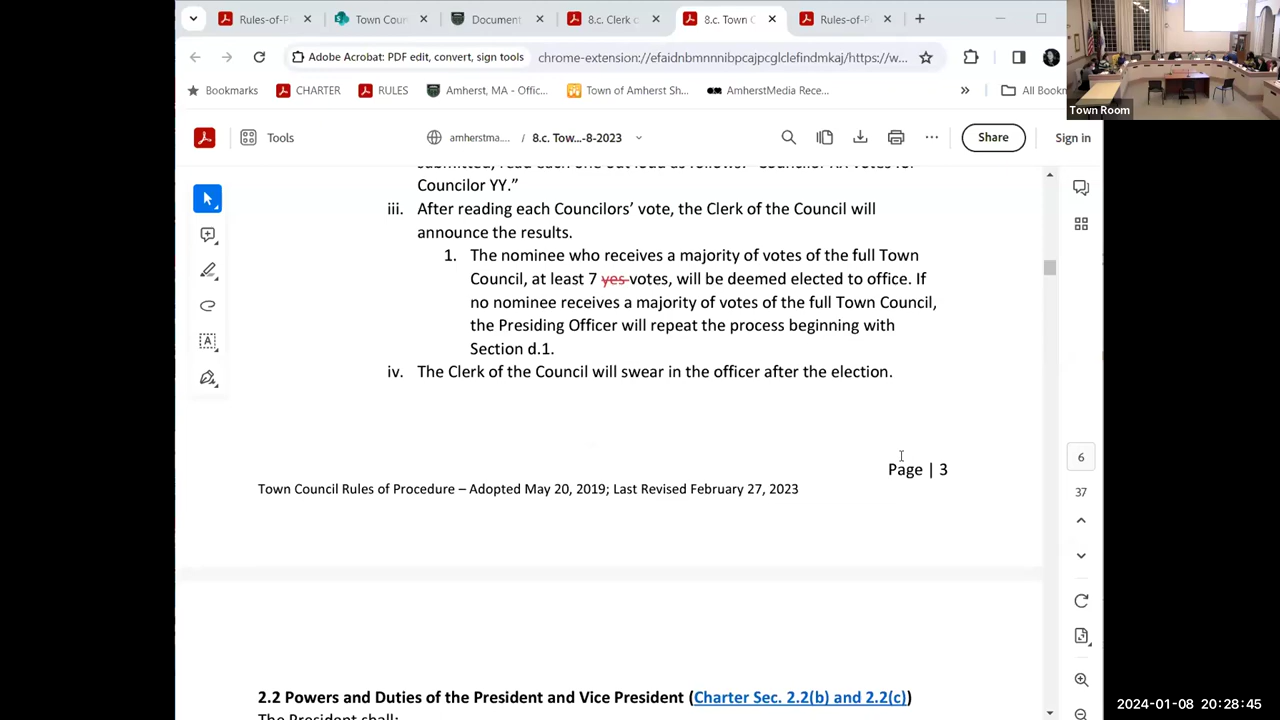 Rules-of-P
Town Cour
Document
8.c. Clerk o
8.c. Town C
Rules-of-P
Adobe Acrobat: PDF edit, convert, sign tools
chrome-extension://efaidnbmnnnibpcajpcglclefindmkaj/https://w...
Bookmarks
CHARTER
RULES
Amherst, MA - Offic...
Town of Amherst Sh...
AmherstMedia Rece...
»
All Bookn
Town Room
Tools
amherstma....
/ 8.c. Tow...-8-2023
Share
Sign in
Councilor YY.”
iii. After reading each Councilors’ vote, the Clerk of the Council will
announce the results.
1. The nominee who receives a majority of votes of the full Town
Council, at least 7 yes votes, will be deemed elected to office. If
no nominee receives a majority of votes of the full Town Council,
the Presiding Officer will repeat the process beginning with
Section d.1.
iv. The Clerk of the Council will swear in the officer after the election.
6
37
Page | 3
Town Council Rules of Procedure – Adopted May 20, 2019; Last Revised February 27, 2023
2.2 Powers and Duties of the President and Vice President (Charter Sec. 2.2(b) and 2.2(c))
The President shall:
2024-01-08 20:28:45